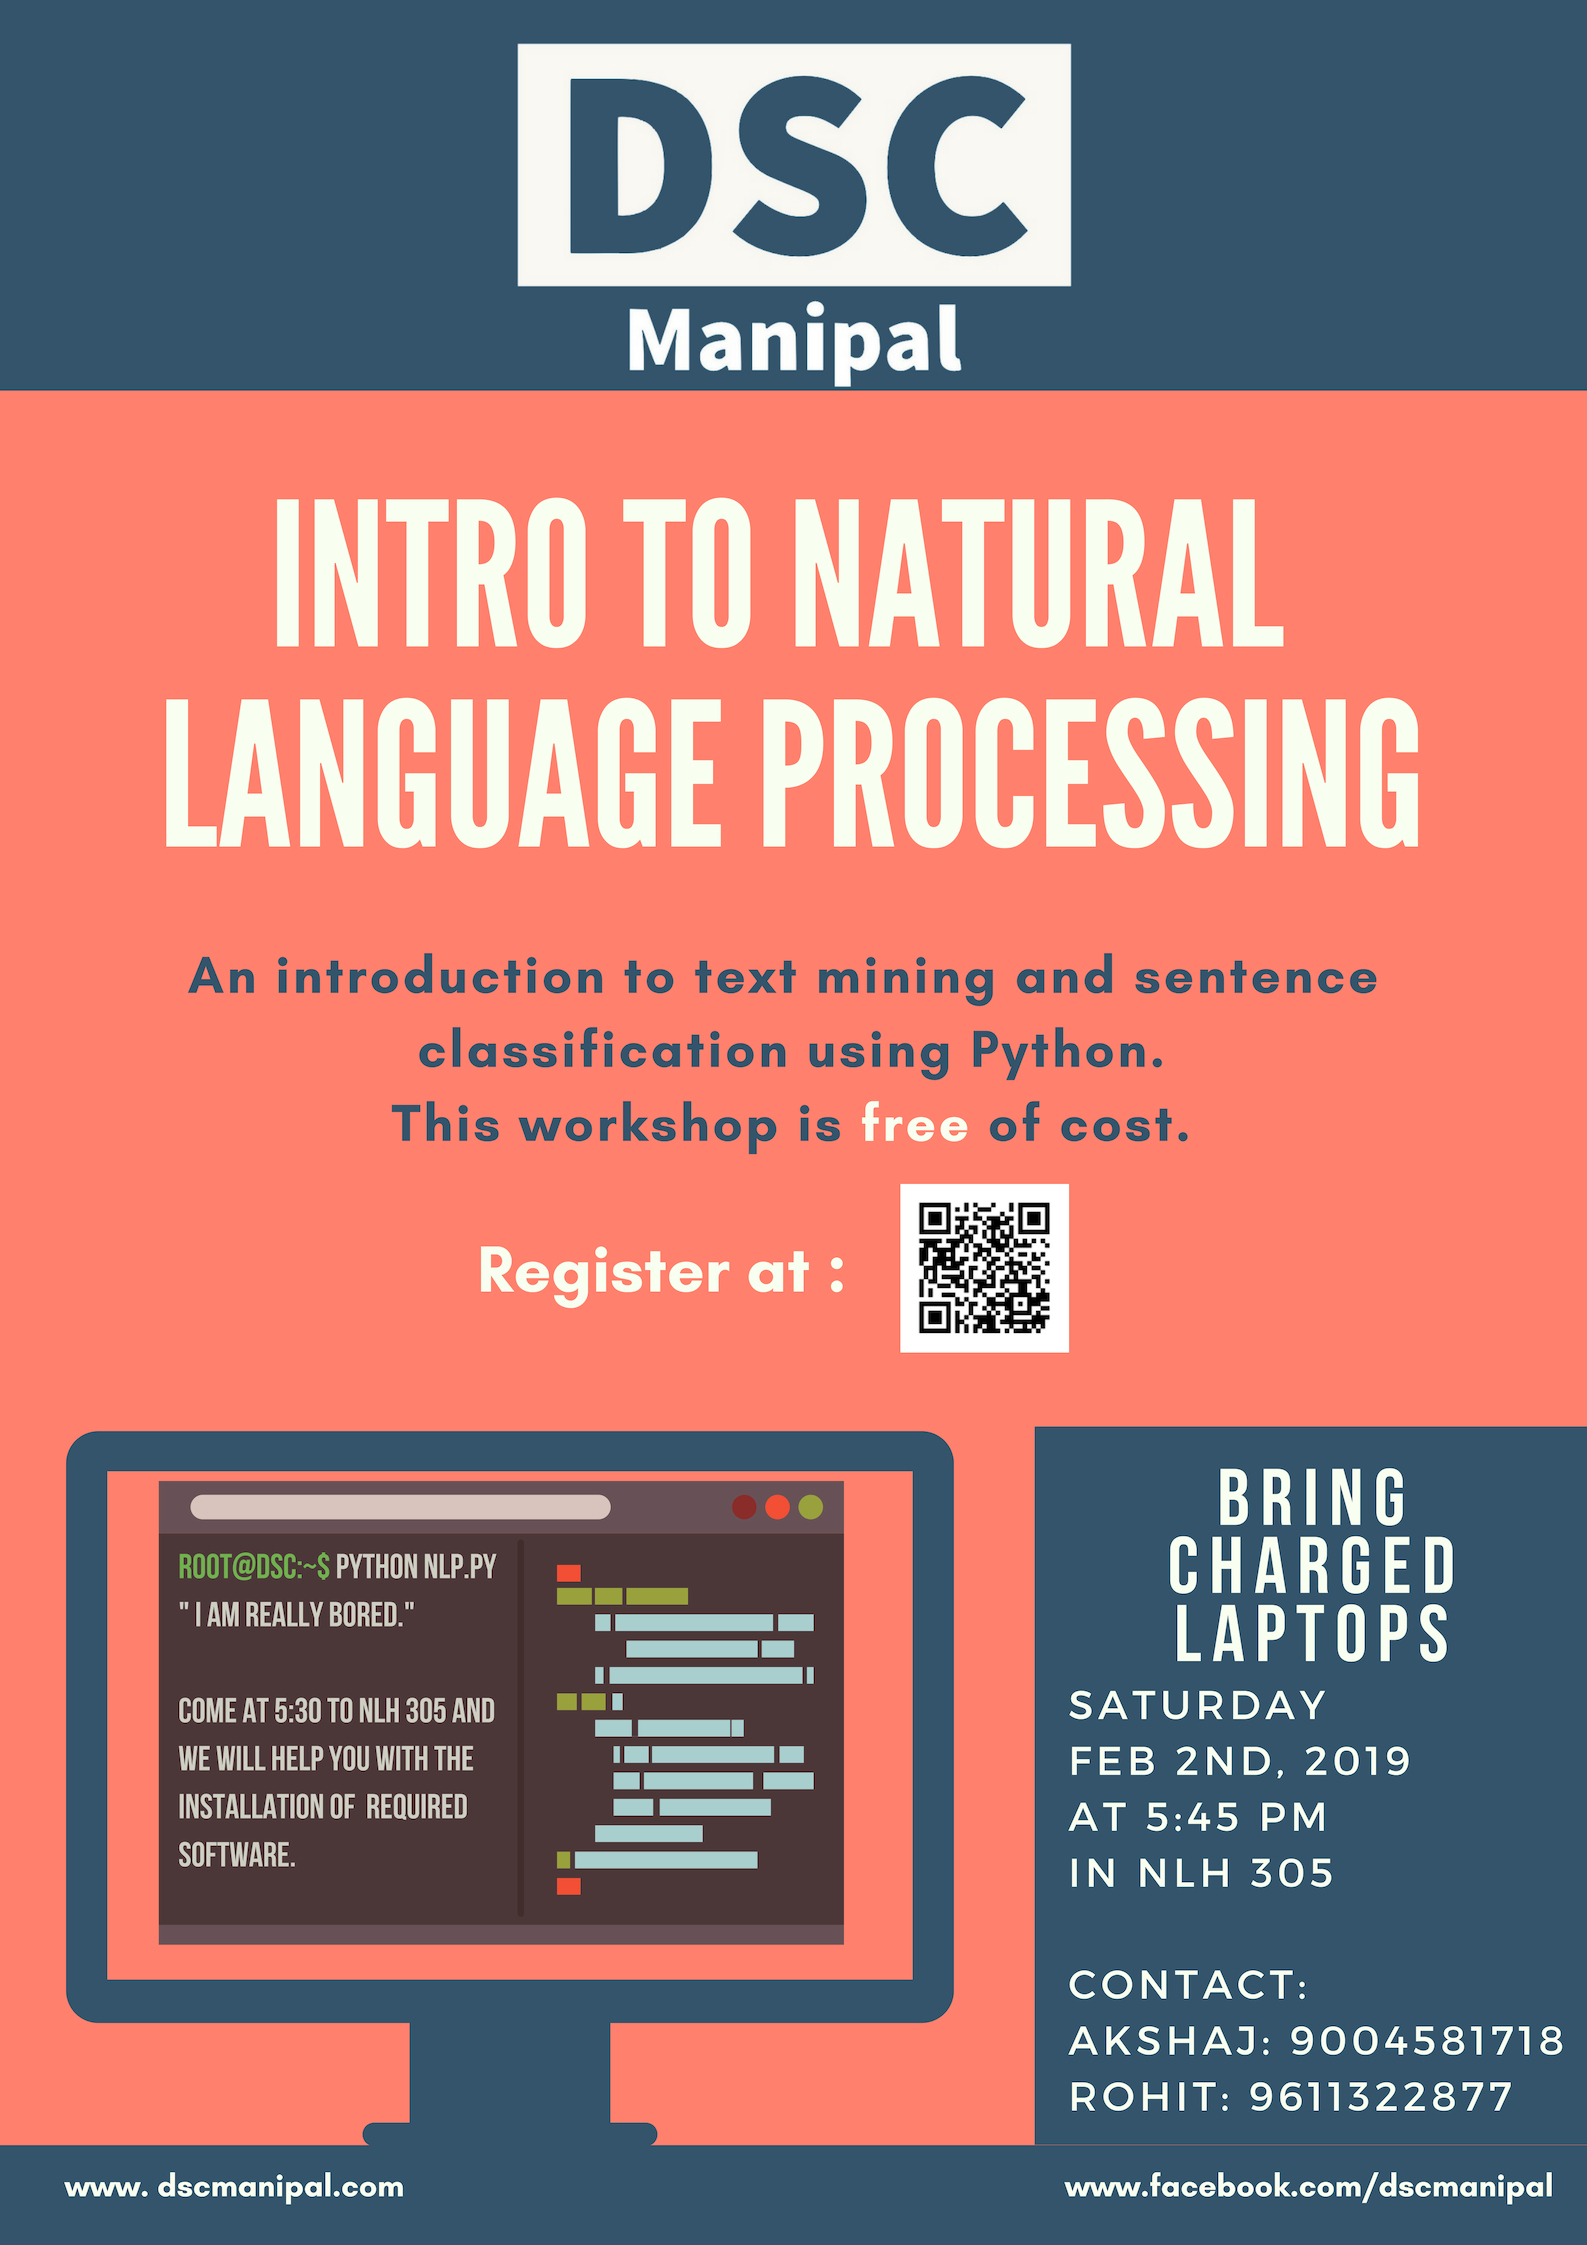 DSC
Manipal
INTRO TO NATURAL
LANGUAGE PROCESSING
An introduction to text mining and sentence
classification using Python.
This workshop is free of cost.
Register at :
ROOT@DSC:~$ PYTHON NLP.PY
" I AM REALLY BORED."
COME AT 5:30 TO NLH 305 AND
WE WILL HELP YOU WITH THE
INSTALLATION OF REQUIRED
SOFTWARE.
BRING
CHARGED
LAPTOPS
SATURDAY
FEB 2ND, 2019
AT 5:45 PM
IN NLH 305
CONTACT:
AKSHAJ: 9004581718
ROHIT: 9611322877
www. dscmanipal.com
www.facebook.com/dscmanipal